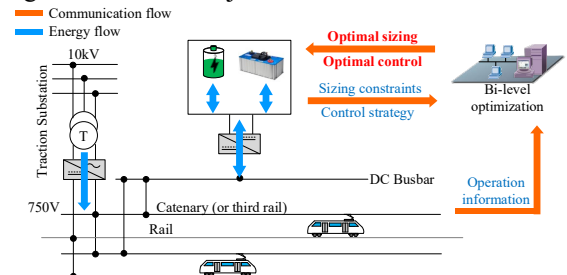 Communication flow
Energy flow
10kV
Traction Substation
T
Optimal sizing
Optimal control
Sizing constraints
Control strategy
Bi-level
optimization
DC Busbar
Operation
information
750V
Catenary (or third rail)
Rail